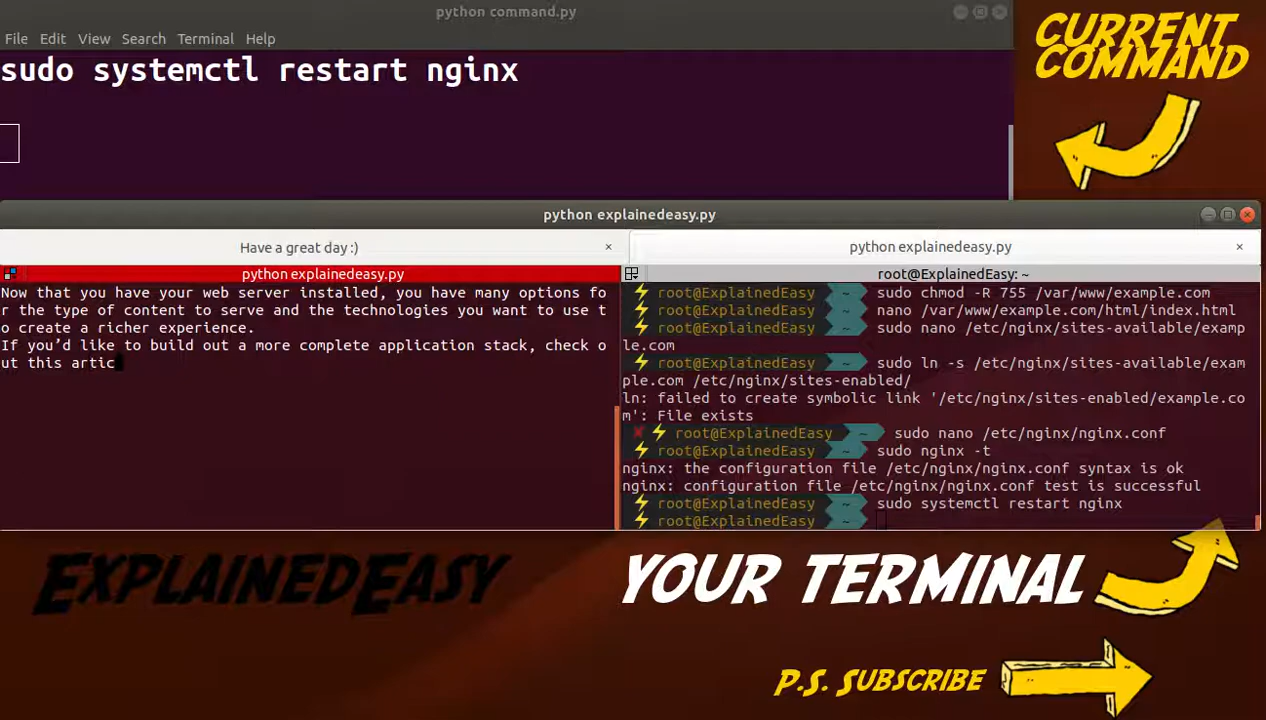 python command.py
File Edit View Search Terminal Help
sudo systemctl restart nginx
CURRENT
COMMAND
python explainedeasy.py
Have a great day :)
python explainedeasy.py
python explainedeasy.py
Now that you have your web server installed, you have many options fo
r the type of content to serve and the technologies you want to use t
o create a richer experience.
If you’d like to build out a more complete application stack, check o
ut this artic
root@ExplainedEasy: ~
root@ExplainedEasy ~ sudo chmod -R 755 /var/www/example.com
root@ExplainedEasy ~ nano /var/www/example.com/html/index.html
root@ExplainedEasy ~ sudo nano /etc/nginx/sites-available/examp
le.com
root@ExplainedEasy ~ sudo ln -s /etc/nginx/sites-available/exam
ple.com /etc/nginx/sites-enabled/
ln: failed to create symbolic link '/etc/nginx/sites-enabled/example.co
m': File exists
root@ExplainedEasy ~ sudo nano /etc/nginx/nginx.conf
root@ExplainedEasy ~ sudo nginx -t
nginx: the configuration file /etc/nginx/nginx.conf syntax is ok
nginx: configuration file /etc/nginx/nginx.conf test is successful
root@ExplainedEasy ~ sudo systemctl restart nginx
root@ExplainedEasy ~
EXPLAINEDEASY
YOUR TERMINAL
P.S. SUBSCRIBE